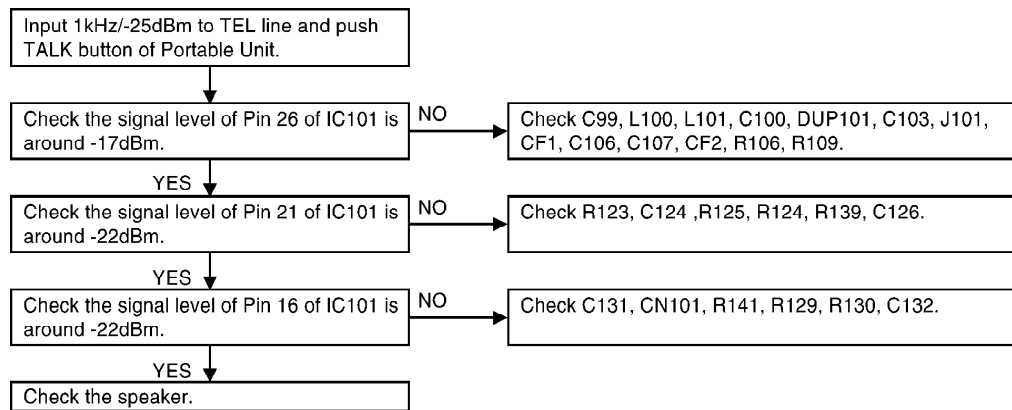 Input 1kHz/-25dBm to TEL line and push
TALK button of Portable Unit.
Check the signal level of Pin 26 of IC101 is
around -17dBm.
NO
Check C99, L100, L101, C100, DUP101, C103, J101,
CF1, C106, C107, CF2, R106, R109.
YES
Check the signal level of Pin 21 of IC101 is
around -22dBm.
NO
Check R123, C124 ,R125, R124, R139, C126.
YES
Check the signal level of Pin 16 of IC101 is
around -22dBm.
NO
Check C131, CN101, R141, R129, R130, C132.
YES
Check the speaker.